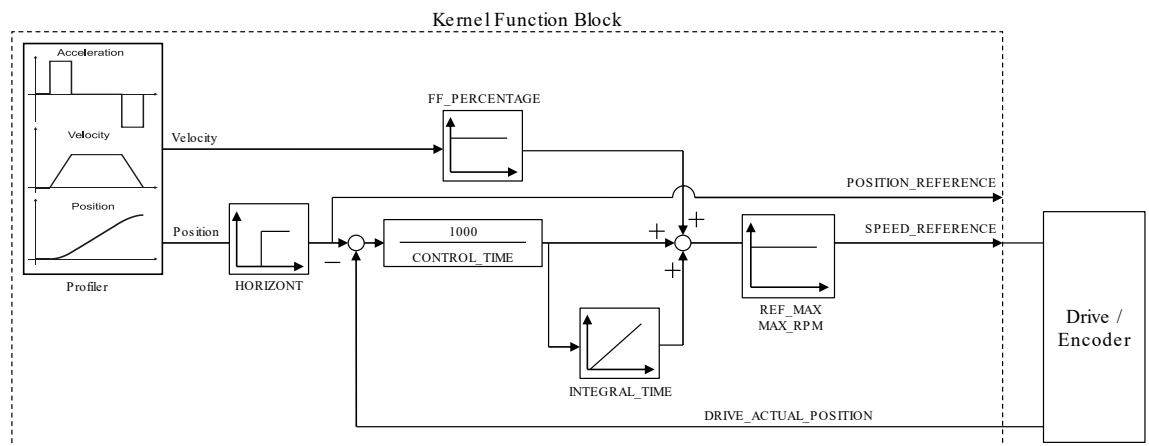 Kernel Function Block
Acceleration
Velocity
Position
Profiler
Velocity
FF_PERCENTAGE
POSITION_REFERENCE
Position
HORIZONT
−
1000
CONTROL_TIME
+
+
+
SPEED_REFERENCE
INTEGRAL_TIME
REF_MAX
MAX_RPM
Drive /
Encoder
DRIVE_ACTUAL_POSITION